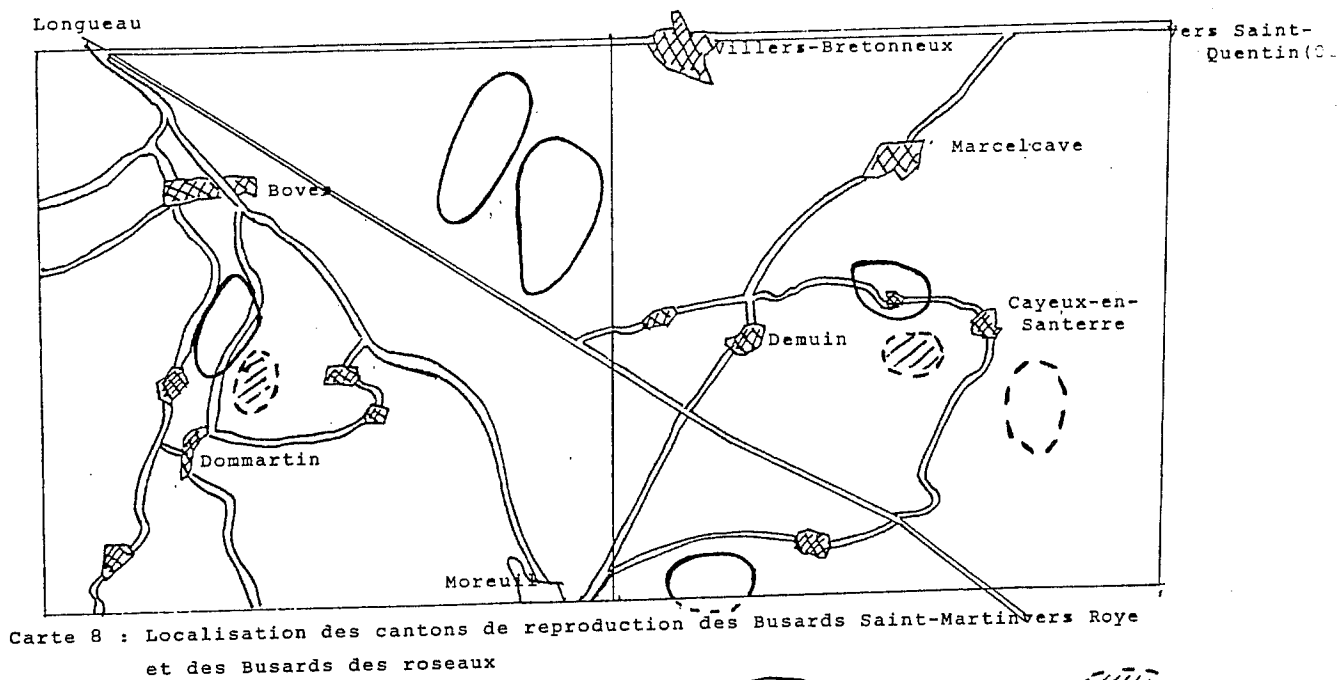 Longueau
Villers-Bretonneux
vers Saint-
Quentin
Marcelcave
Boves
Cayeux-en-
Santerre
Demuin
Dommartin
Moreuil
Carte 8 : Localisation des cantons de reproduction des Busards Saint-Martin vers Roye
et des Busards des roseaux